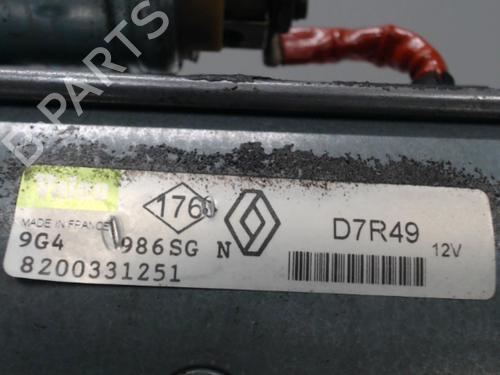 B-PARTS
Valeo
MADE IN FRANCE
1760
9G4 986SG N
8200331251
D7R49
12V